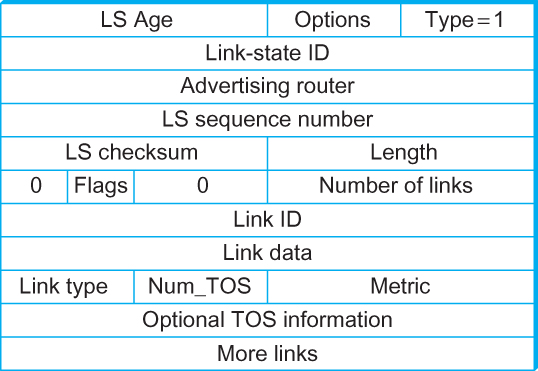 LS Age Options Type=1
Link-state ID
Advertising router
LS sequence number
LS checksum Length
0 Flags 0 Number of links
Link ID
Link data
Link type Num_TOS Metric
Optional TOS information
More links